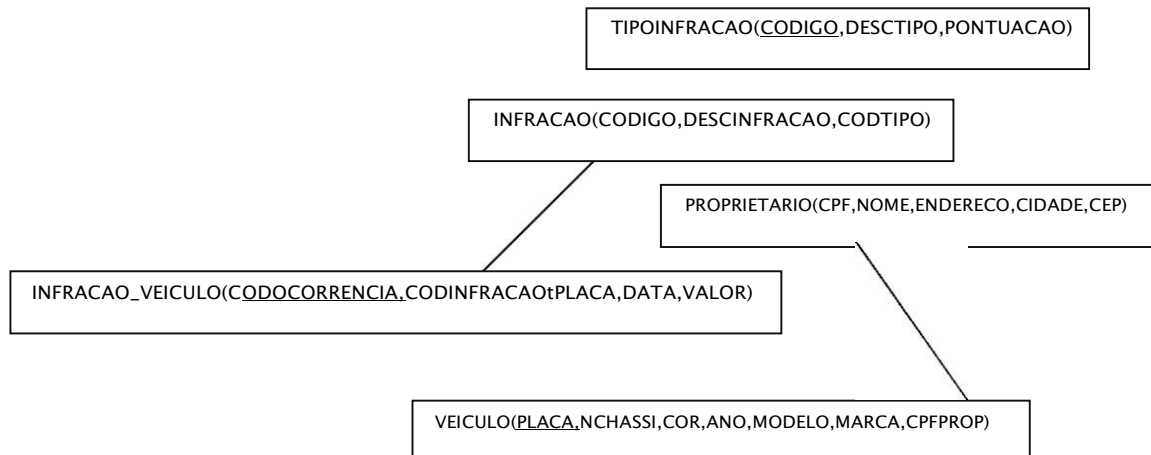 TIPOINFRACAO(CODIGO,DESCTIPO,PONTUACAO)
INFRACAO(CODIGO,DESCINFRACAO,CODTIPO)
PROPRIETARIO(CPF,NOME,ENDERECO,CIDADE,CEP)
INFRACAO_VEICULO(CODOCORRENCIA,CODINFRACAOtPLACA,DATA,VALOR)
VEICULO(PLACA,NCHASSI,COR,ANO,MODELO,MARCA,CPFPROP)